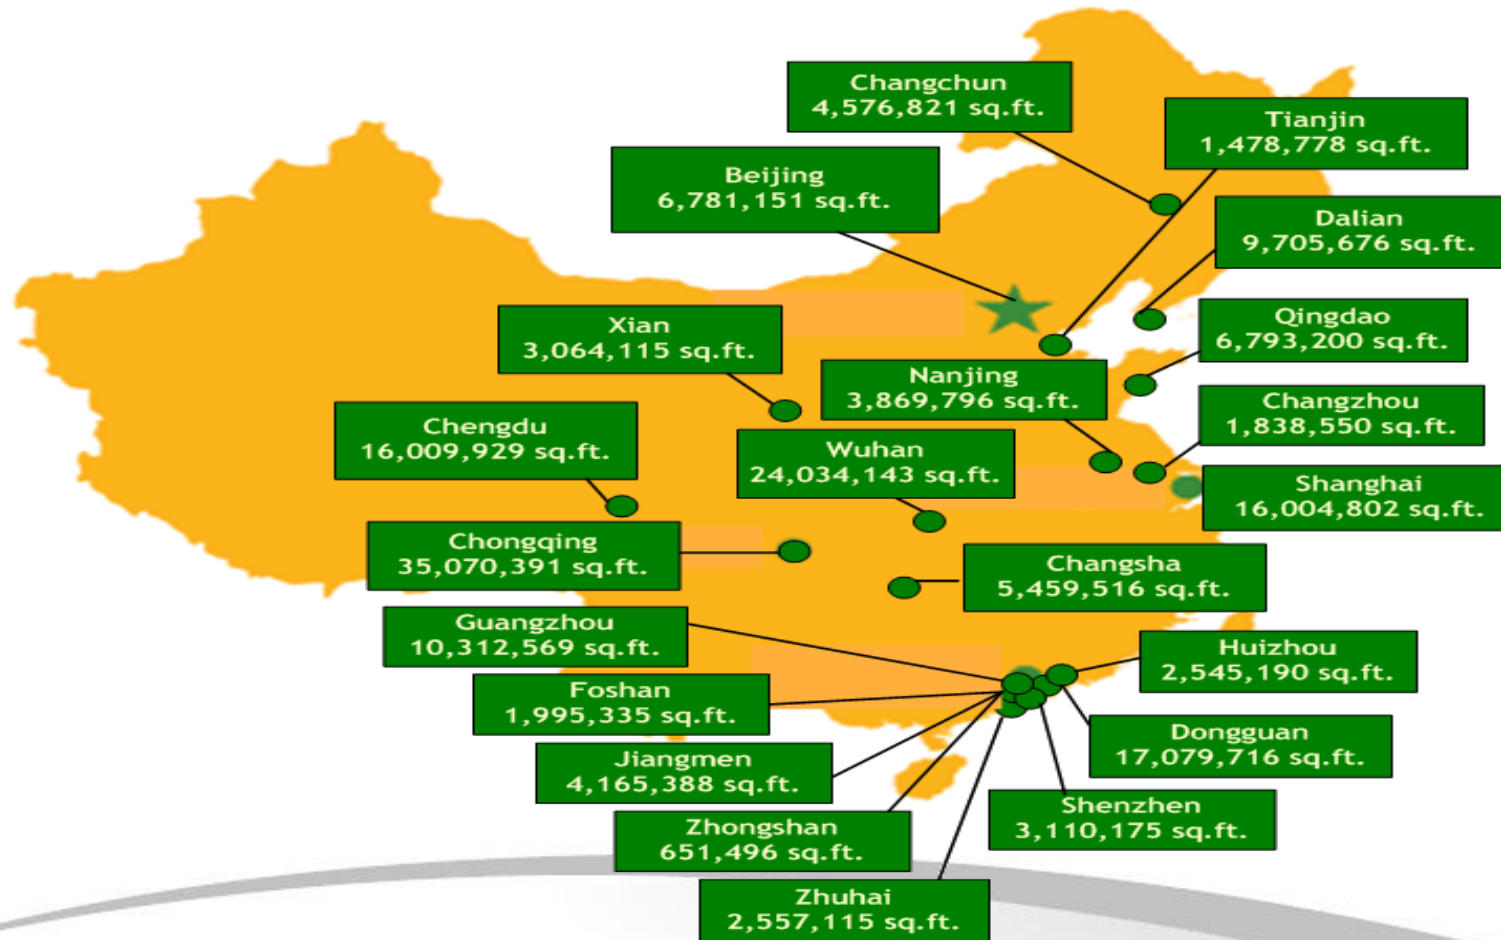 Changchun
4,576,821 sq.ft.
Tianjin
1,478,778 sq.ft.
Beijing
6,781,151 sq.ft.
Dalian
9,705,676 sq.ft.
Xian
3,064,115 sq.ft.
Qingdao
6,793,200 sq.ft.
Nanjing
3,869,796 sq.ft.
Changzhou
1,838,550 sq.ft.
Chengdu
16,009,929 sq.ft.
Wuhan
24,034,143 sq.ft.
Shanghai
16,004,802 sq.ft.
Chongqing
35,070,391 sq.ft.
Changsha
5,459,516 sq.ft.
Guangzhou
10,312,569 sq.ft.
Huizhou
2,545,190 sq.ft.
Foshan
1,995,335 sq.ft.
Dongguan
17,079,716 sq.ft.
Jiangmen
4,165,388 sq.ft.
Shenzhen
3,110,175 sq.ft.
Zhongshan
651,496 sq.ft.
Zhuhai
2,557,115 sq.ft.